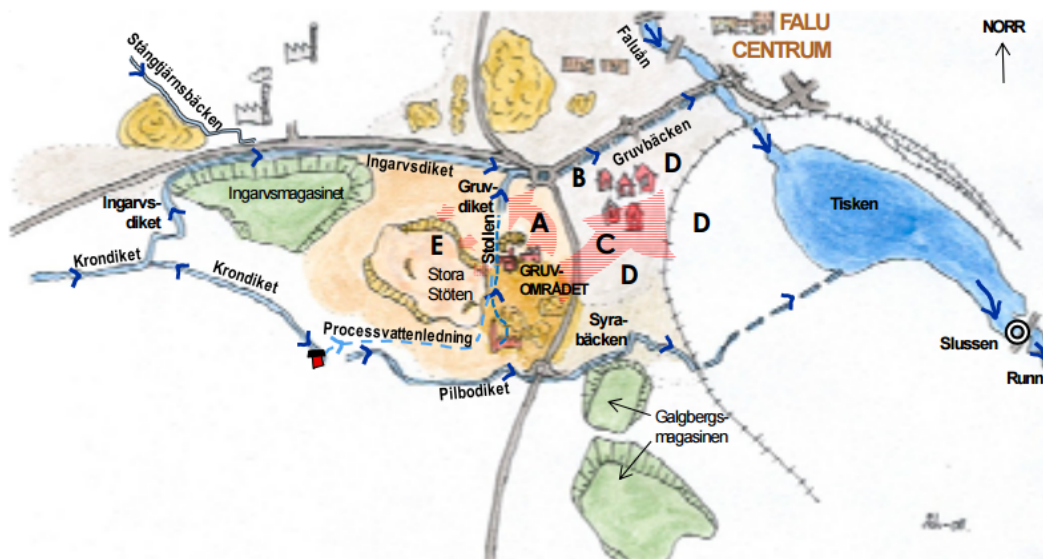 FALU
CENTRUM
NORR
Faluån
Stångtjärnsbäcken
Gruvbäcken
Ingarvsdiket
Ingarvsmagasinet
Ingarvs-
diket
Gruv-
diket
Stollen
A
B
C
D
D
D
E
Tisken
Krondiket
Krondiket
Stora
Stöten
GRUV-
OMRÅDET
Processvattenledning
Syra-
bäcken
Pilbodiket
Slussen
Runn
Galgbergs-
magasinen